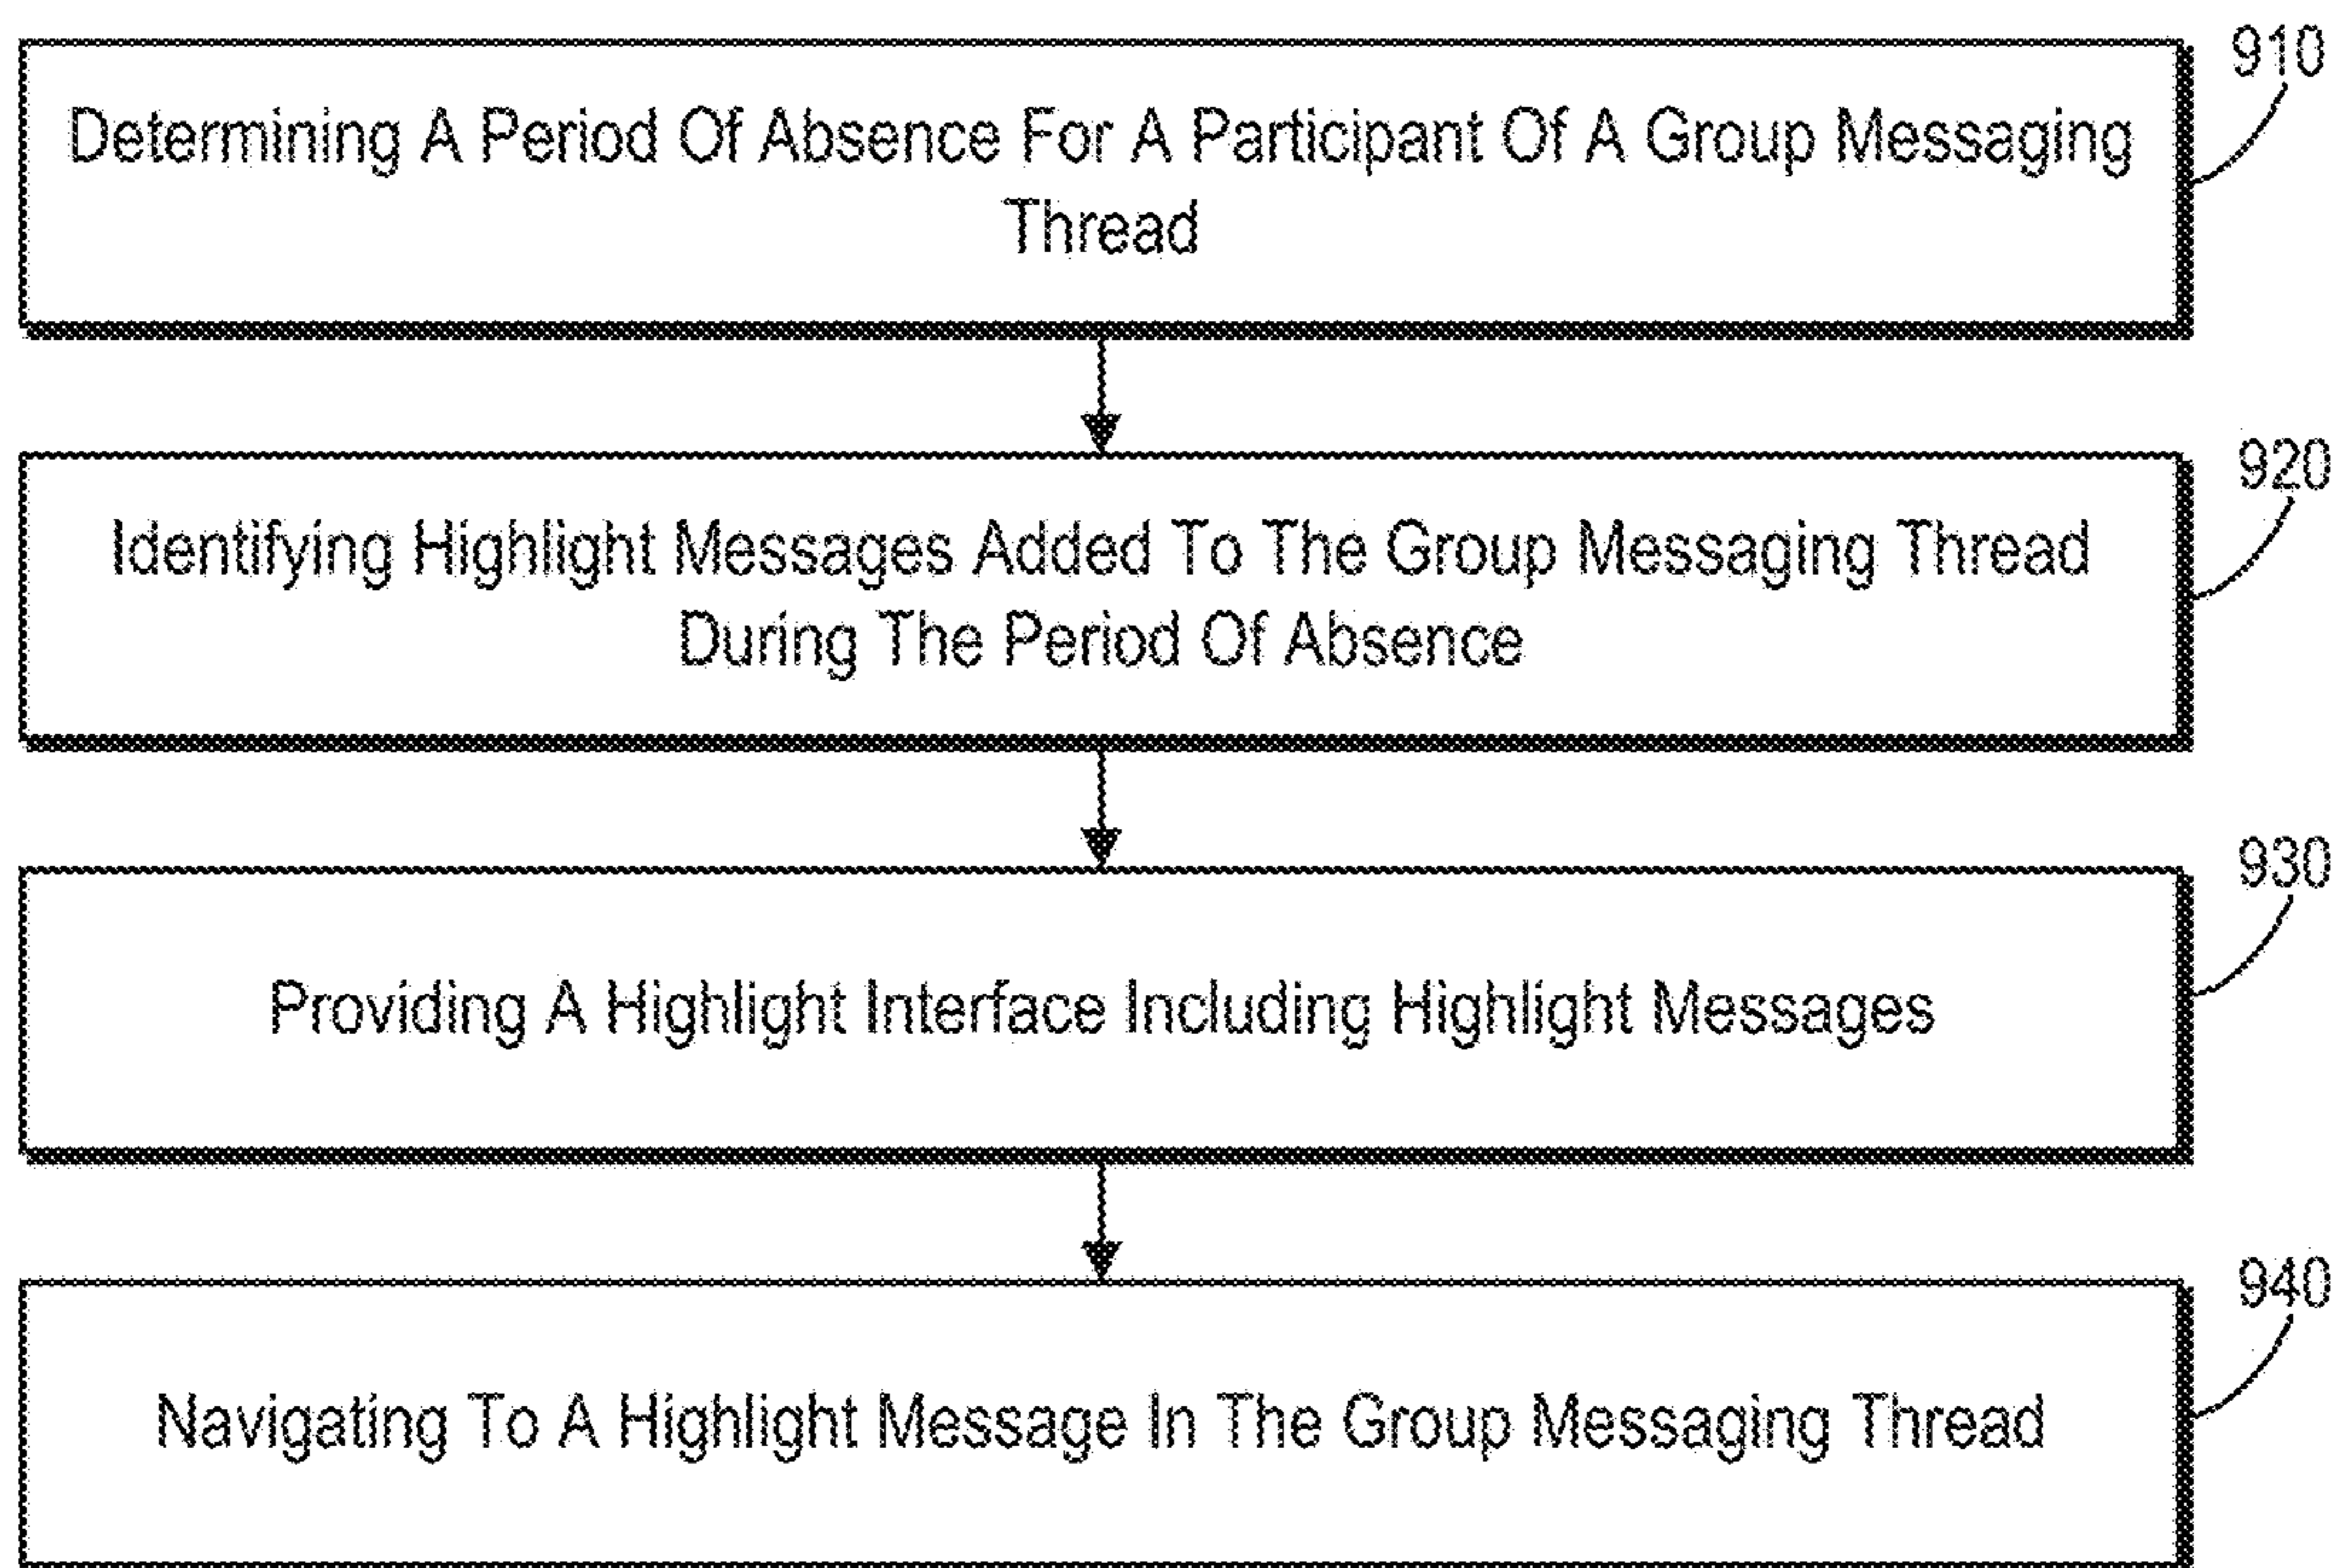 910
Determining A Period Of Absence For A Participant Of A Group Messaging
Thread
920
Identifying Highlight Messages Added To The Group Messaging Thread
During The Period Of Absence
930
Providing A Highlight Interface Including Highlight Messages
940
Navigating To A Highlight Message In The Group Messaging Thread